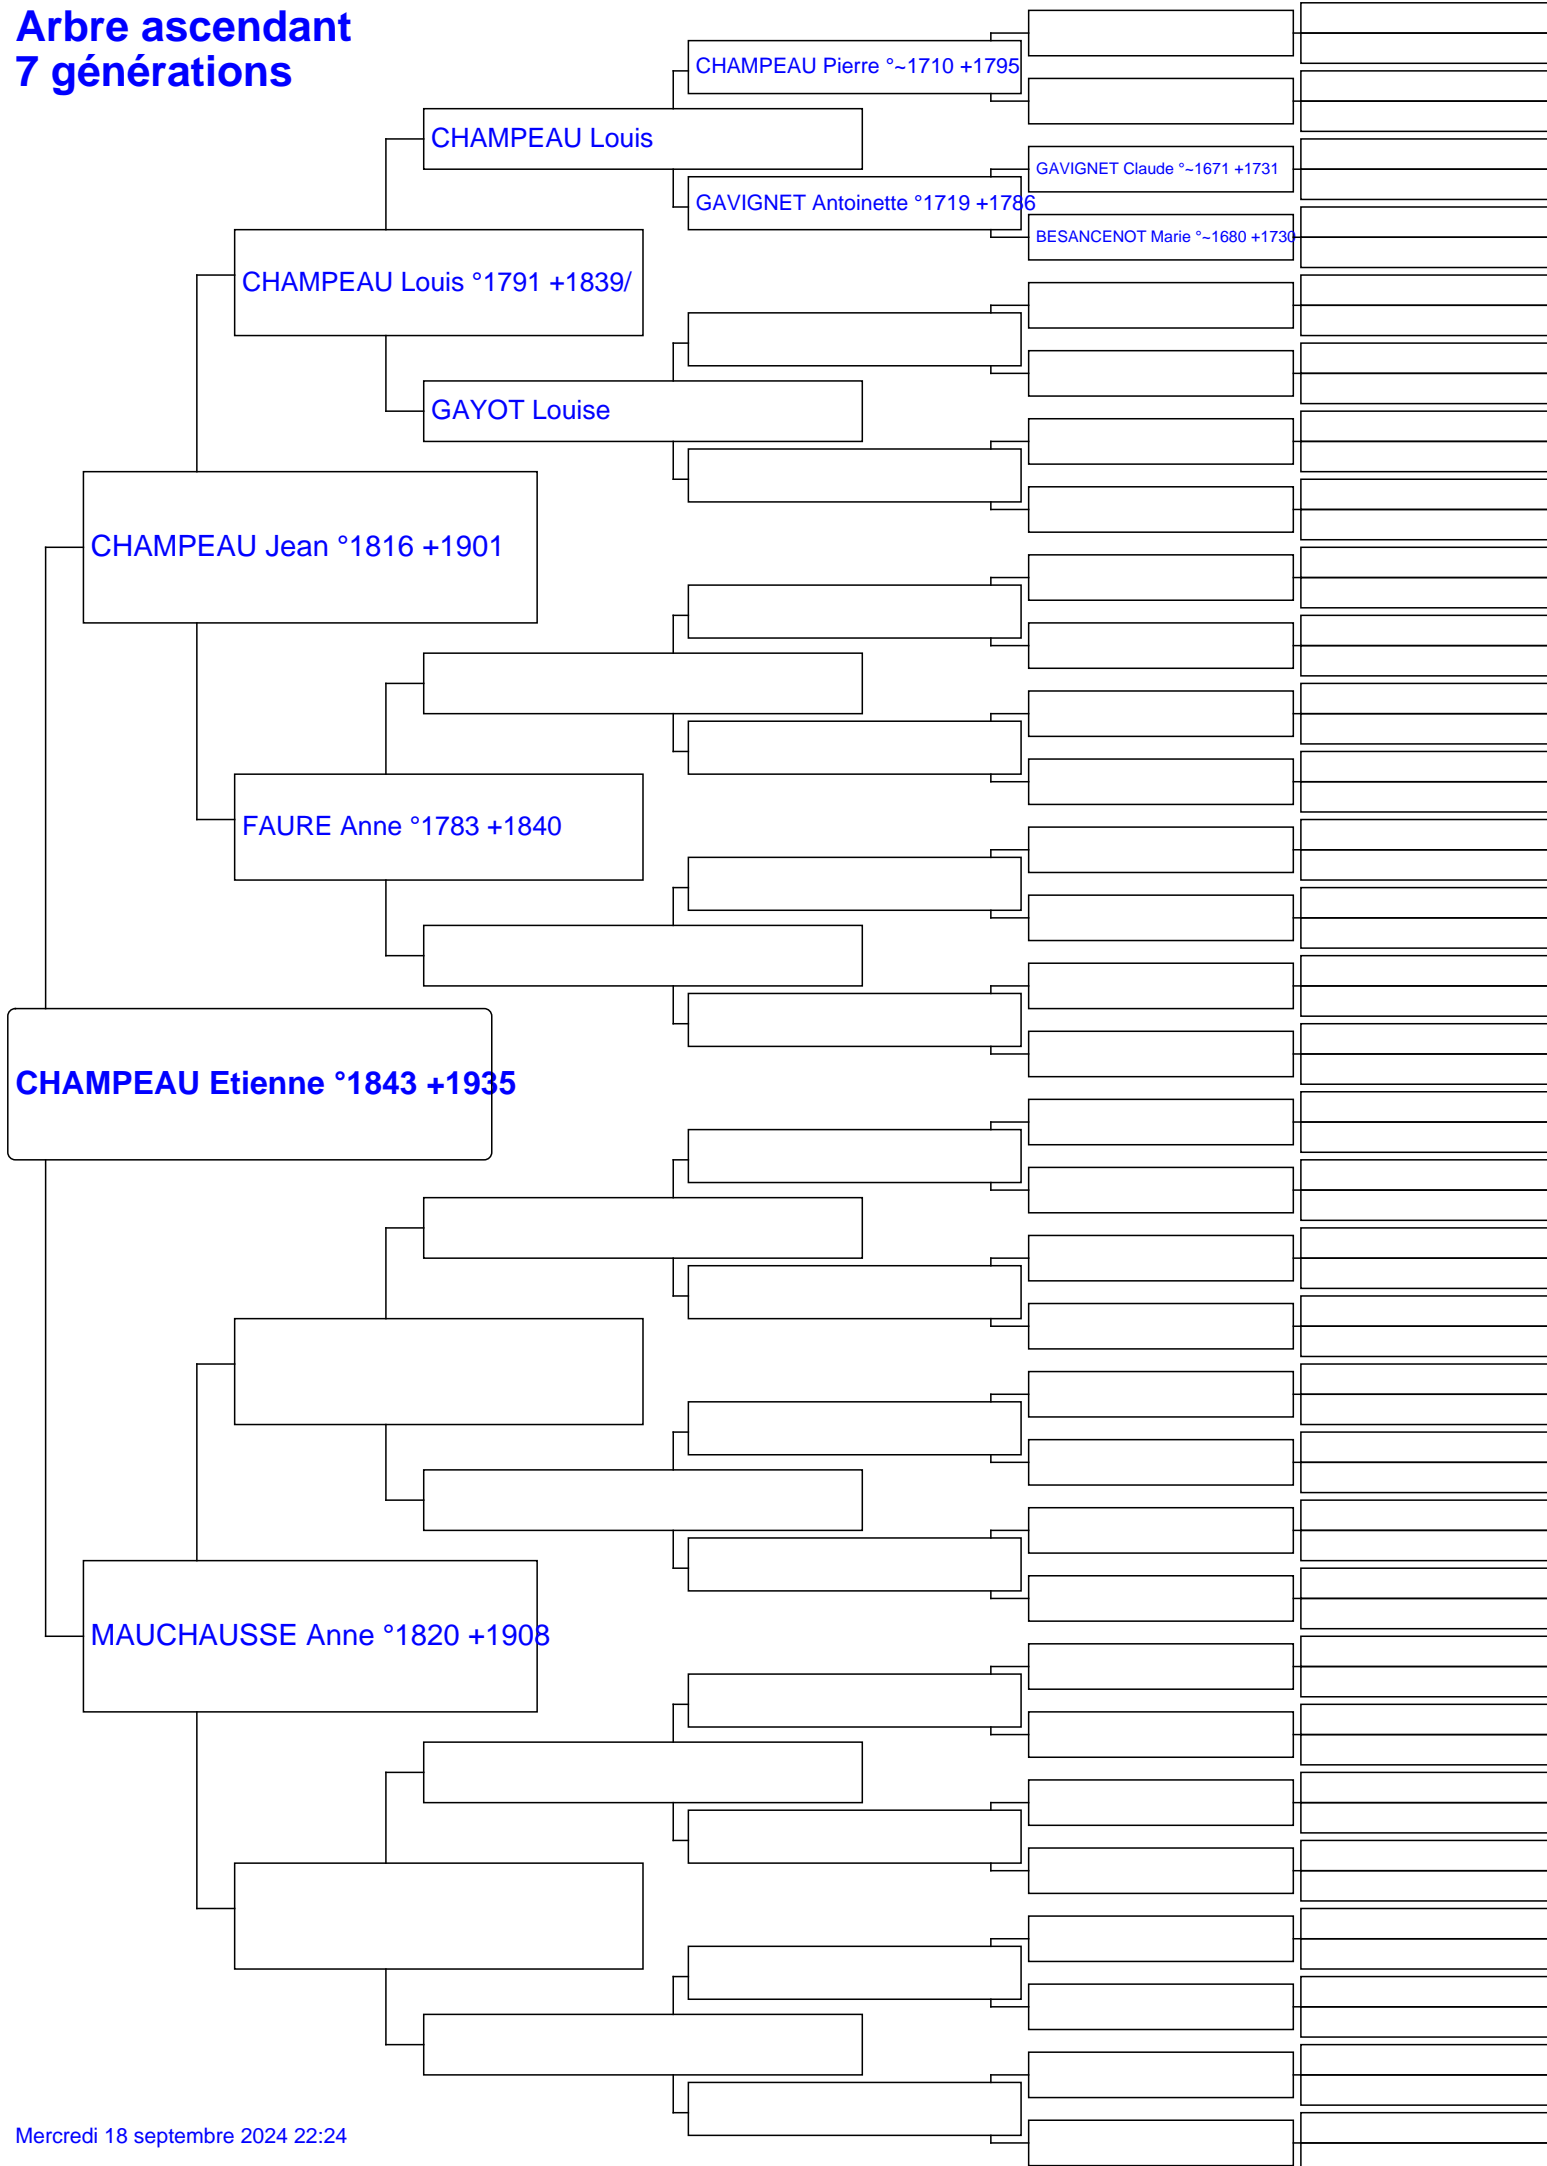 Arbre ascendant
7 générations
CHAMPEAU Pierre °~1710 +1795
CHAMPEAU Louis
GAVIGNET Claude °~1671 +1731
GAVIGNET Antoinette °1719 +1786
BESANCENOT Marie °~1680 +1730
CHAMPEAU Louis °1791 +1839/
GAYOT Louise
CHAMPEAU Jean °1816 +1901
FAURE Anne °1783 +1840
CHAMPEAU Etienne °1843 +1935
MAUCHAUSSE Anne °1820 +1908
Mercredi 18 septembre 2024 22:24